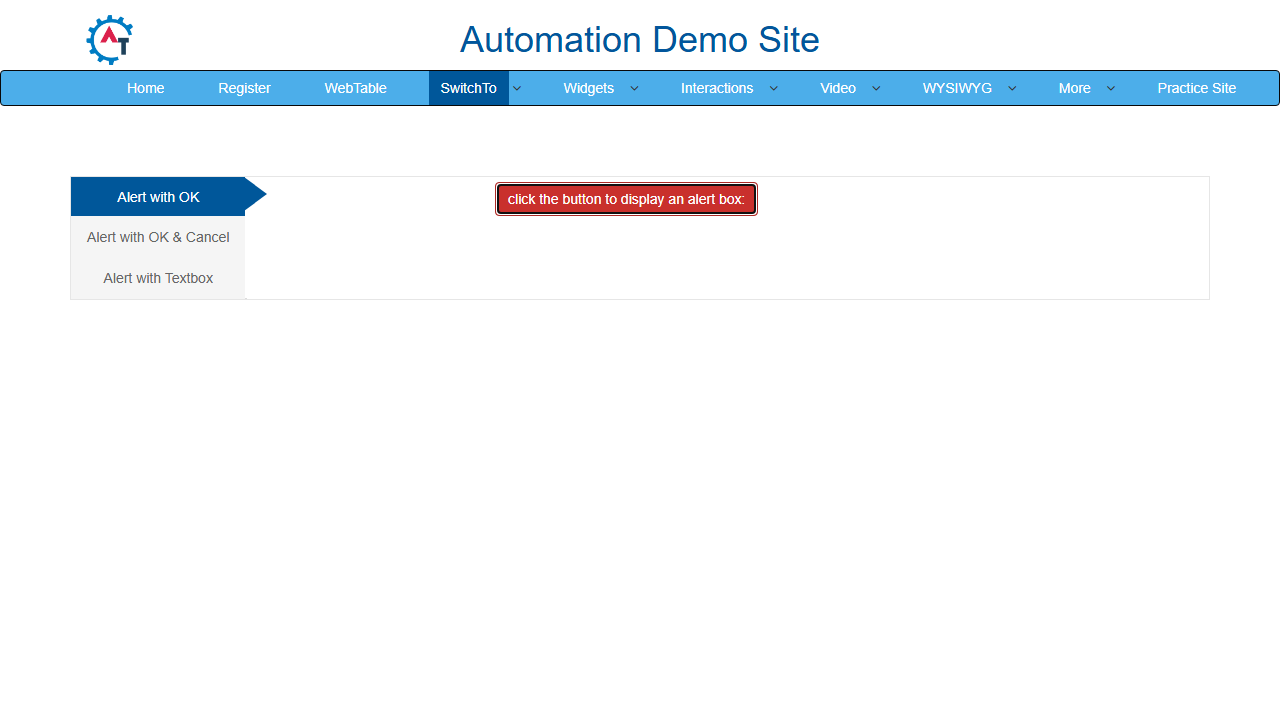 AT
Automation Demo Site
Home Register WebTable SwitchTo Widgets Interactions Video WYSIWYG More Practice Site
Alert with OK
click the button to display an alert box:
Alert with OK & Cancel
Alert with Textbox